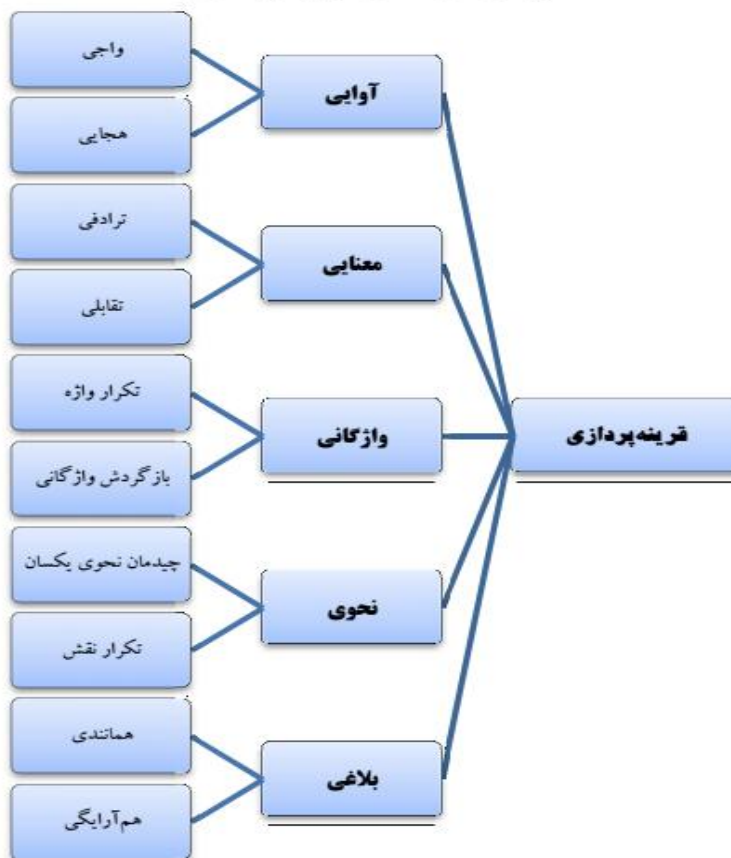 قرینه‌پردازی
آوایی
واجی
هجایی
معنایی
ترادفی
تقابلی
واژگانی
تکرار واژه
بازگردش واژگانی
نحوی
چیدمان نحوی یکسان
تکرار نقش
بلاغی
همانندی
هم‌آرایگی